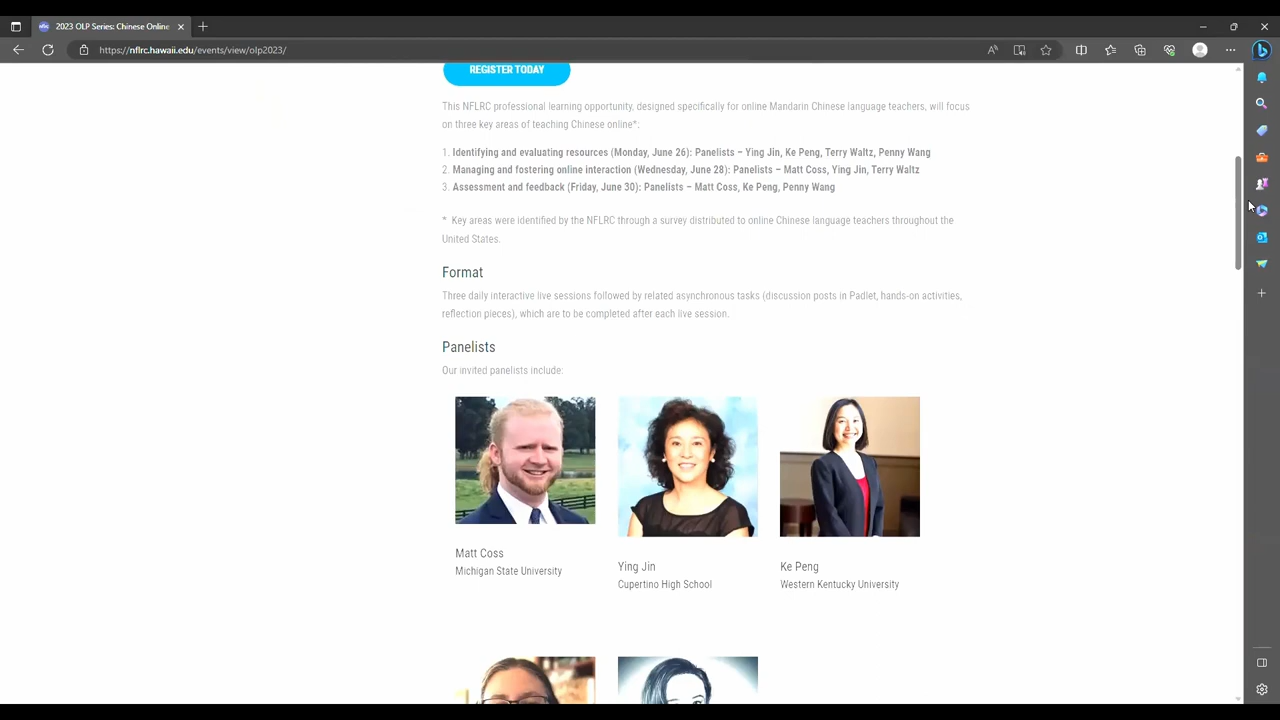 2023 OLP Series: Chinese Online
https://nflrc.hawaii.edu/events/view/olp2023/
REGISTER TODAY
This NFLRC professional learning opportunity, designed specifically for online Mandarin Chinese language teachers, will focus
on three key areas of teaching Chinese online*:
1. Identifying and evaluating resources (Monday, June 26): Panelists – Ying Jin, Ke Peng, Terry Waltz, Penny Wang
2. Managing and fostering online interaction (Wednesday, June 28): Panelists – Matt Coss, Ying Jin, Terry Waltz
3. Assessment and feedback (Friday, June 30): Panelists – Matt Coss, Ke Peng, Penny Wang
* Key areas were identified by the NFLRC through a survey distributed to online Chinese language teachers throughout the
United States.
Format
Three daily interactive live sessions followed by related asynchronous tasks (discussion posts in Padlet, hands-on activities,
reflection pieces), which are to be completed after each live session.
Panelists
Our invited panelists include:
Matt Coss
Michigan State University
Ying Jin
Cupertino High School
Ke Peng
Western Kentucky University